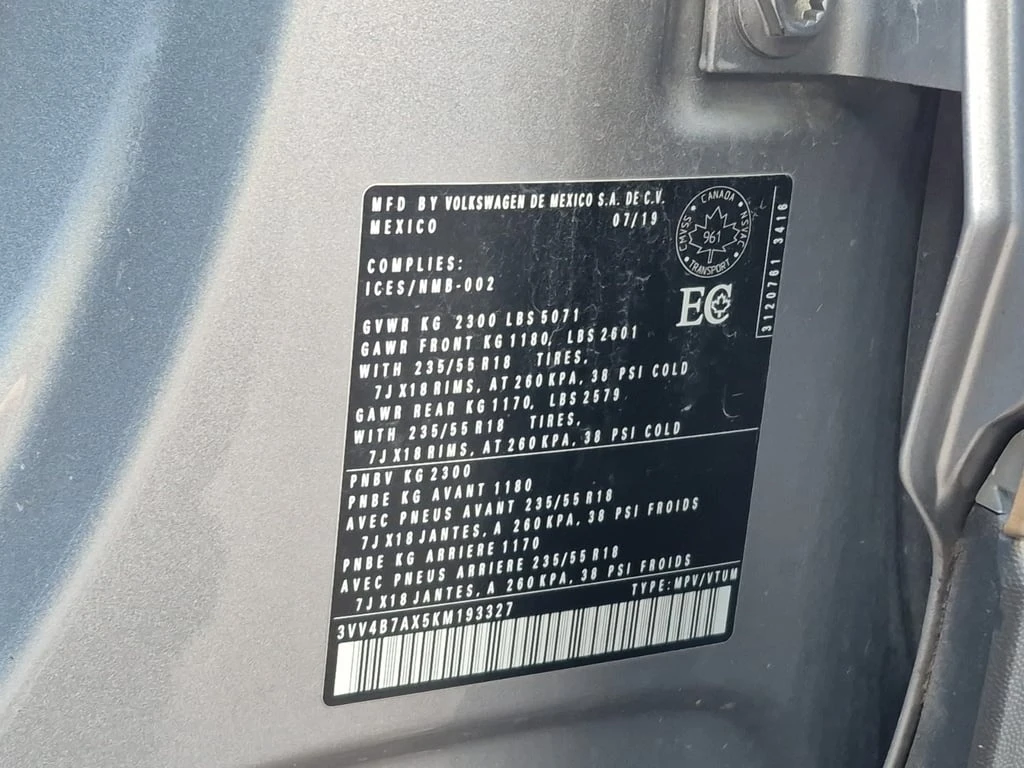 MFD BY VOLKSWAGEN DE MEXICO S.A. DE C.V.
MEXICO 07/19
CANADA
CMVSS NSVAC
961
TRANSPORT
COMPLIES:
ICES/NMB-002
EC
3120761 3416
GVWR KG 2300 LBS 5071
GAWR FRONT KG 1180, LBS 2601
WITH 235/55 R18 TIRES,
7J X18 RIMS, AT 260 KPA, 38 PSI COLD
GAWR REAR KG 1170, LBS 2579
WITH 235/55 R18 TIRES,
7J X18 RIMS, AT 260 KPA, 38 PSI COLD
PNBV KG 2300
PNBE KG AVANT 1180
AVEC PNEUS AVANT 235/55 R18
7J X18 JANTES, A 260 KPA, 38 PSI FROIDS
PNBE KG ARRIERE 1170
AVEC PNEUS ARRIERE 235/55 R18
7J X18 JANTES, A 260 KPA, 38 PSI FROIDS
3VV4B7AX5KM193327 TYPE: MPV/VTUM